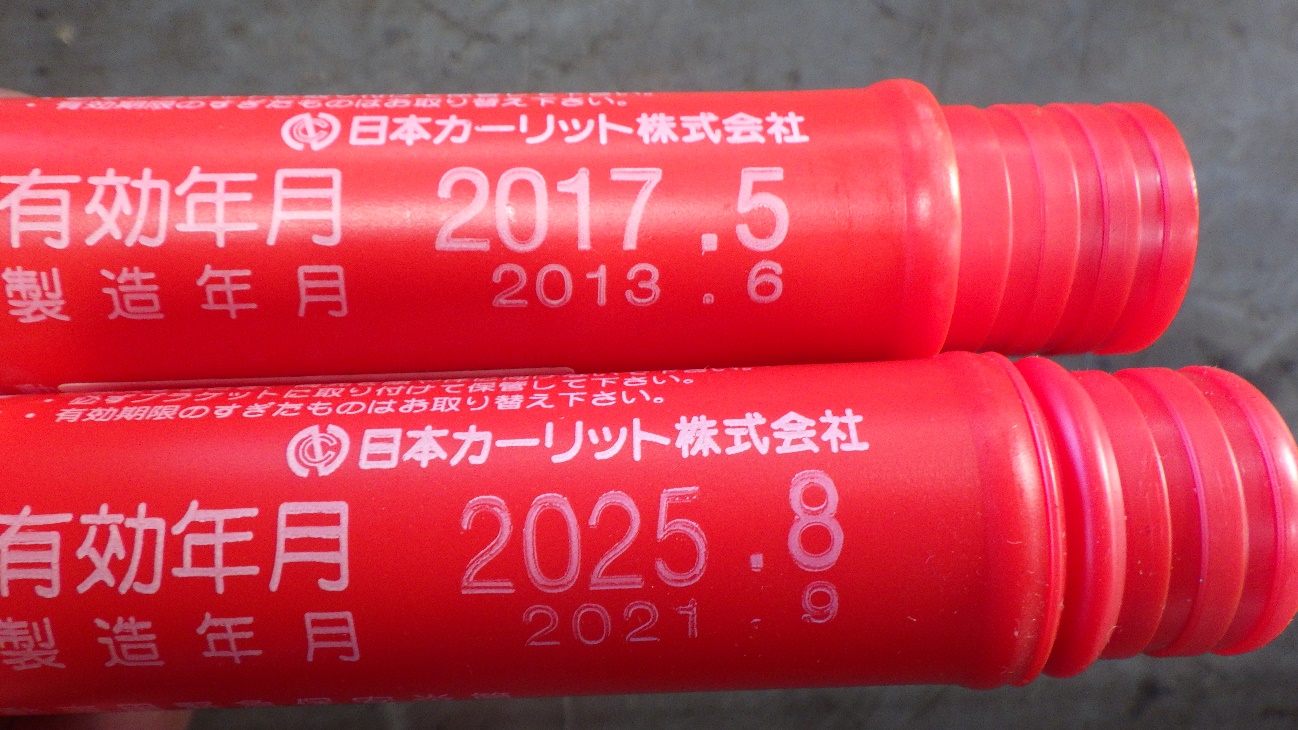 ・有効期限のすぎたものはお取り替え下さい。
日本カーリット株式会社
有効年月 2017.5
製造年月 2013.6
必ずブラケットに取り付けて保管して下さい。
・有効期限のすぎたものはお取り替え下さい。
日本カーリット株式会社
有効年月 2025.8
製造年月 2021.9